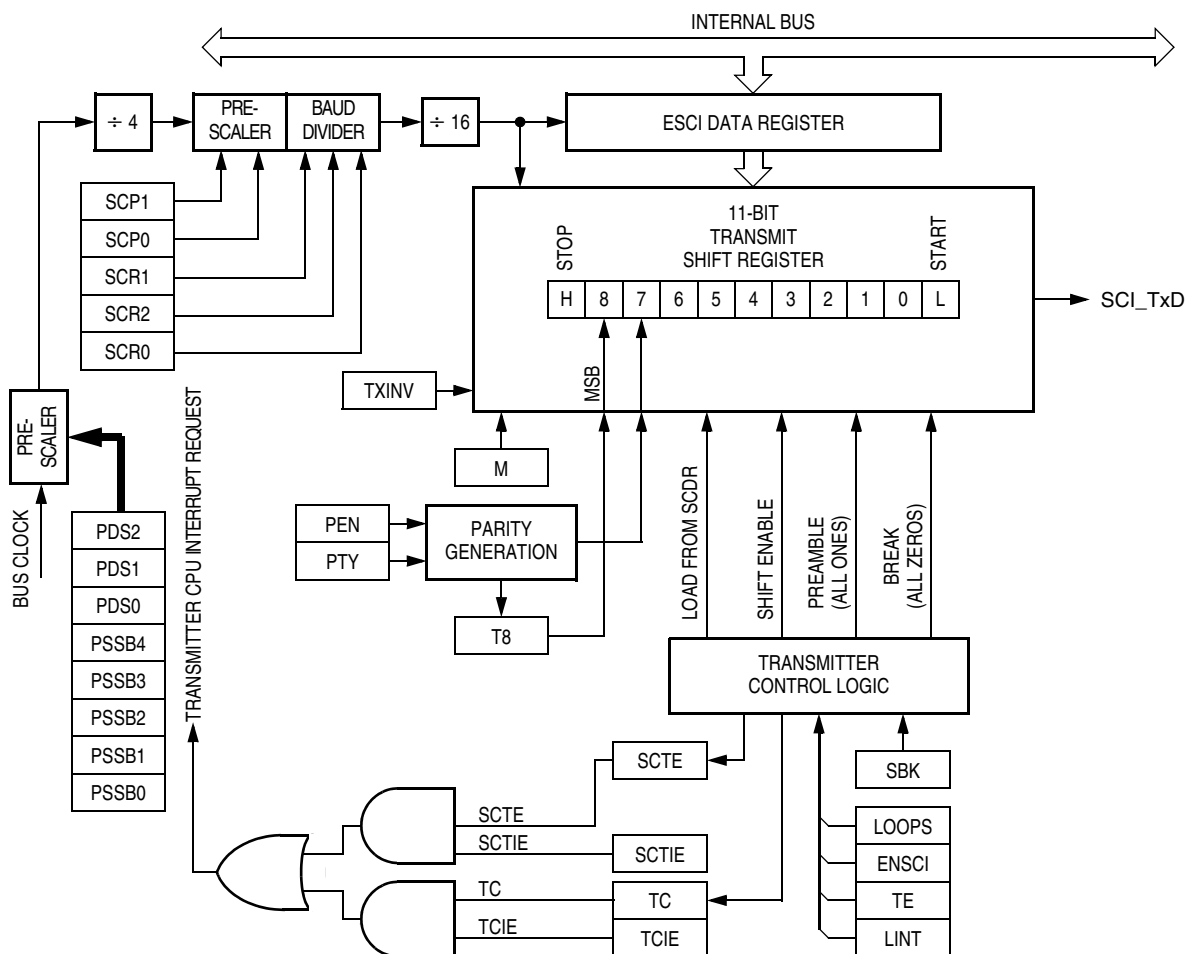 INTERNAL BUS
÷ 4
PRE-
SCALER
BAUD
DIVIDER
÷ 16
ESCI DATA REGISTER
SCP1
SCP0
SCR1
SCR2
SCR0
11-BIT
TRANSMIT
SHIFT REGISTER
STOP
START
H 8 7 6 5 4 3 2 1 0 L
SCI_TxD
MSB
TXINV
M
PRE-
SCALER
BUS CLOCK
TRANSMITTER CPU INTERRUPT REQUEST
PDS2
PDS1
PDS0
PSSB4
PSSB3
PSSB2
PSSB1
PSSB0
PEN
PTY
PARITY
GENERATION
T8
LOAD FROM SCDR
SHIFT ENABLE
PREAMBLE
(ALL ONES)
BREAK
(ALL ZEROS)
TRANSMITTER
CONTROL LOGIC
SCTE
SBK
SCTE
SCTIE
SCTIE
TC
TC
TCIE
TCIE
LOOPS
ENSCI
TE
LINT